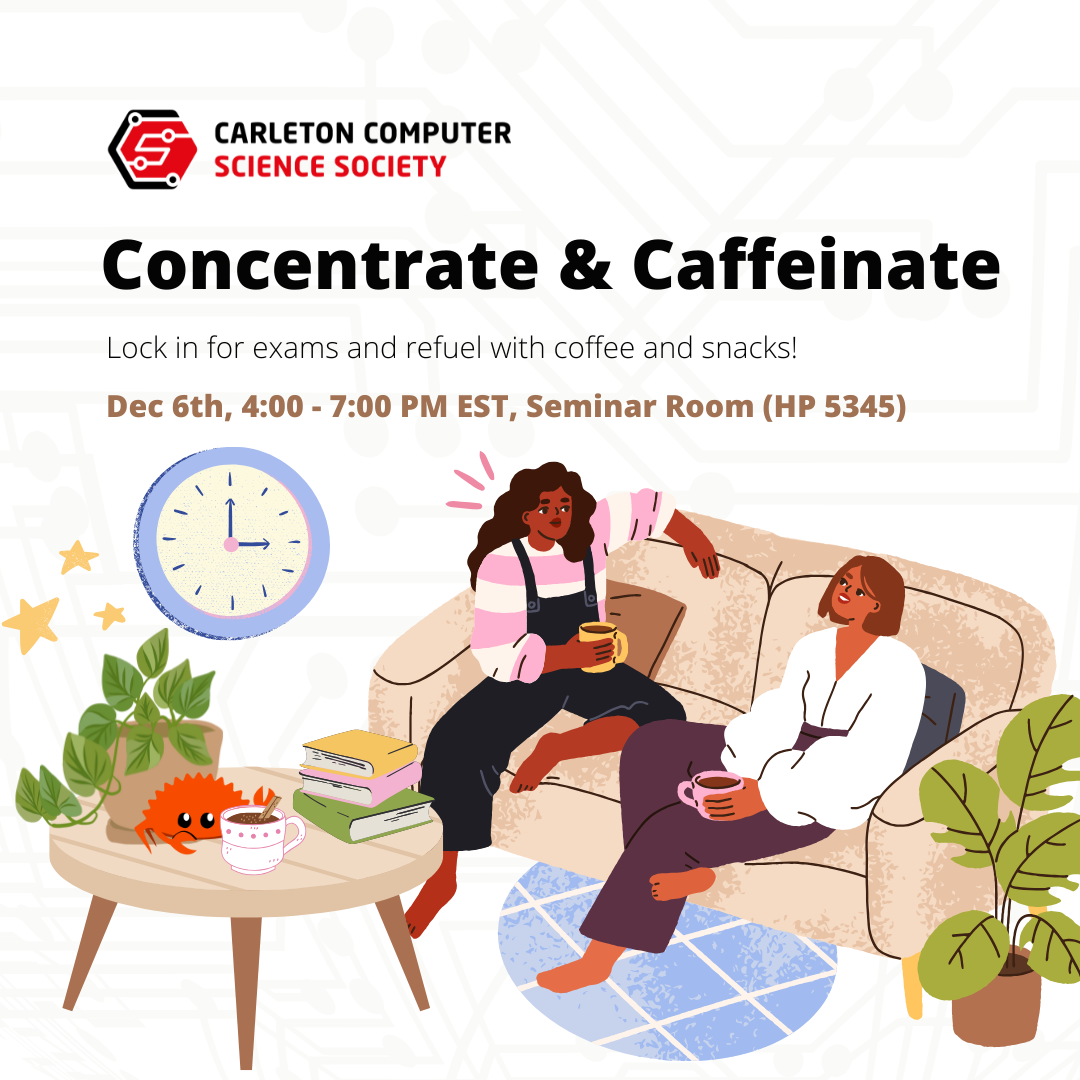 CARLETON COMPUTER
SCIENCE SOCIETY
Concentrate & Caffeinate
Lock in for exams and refuel with coffee and snacks!
Dec 6th, 4:00 - 7:00 PM EST, Seminar Room (HP 5345)